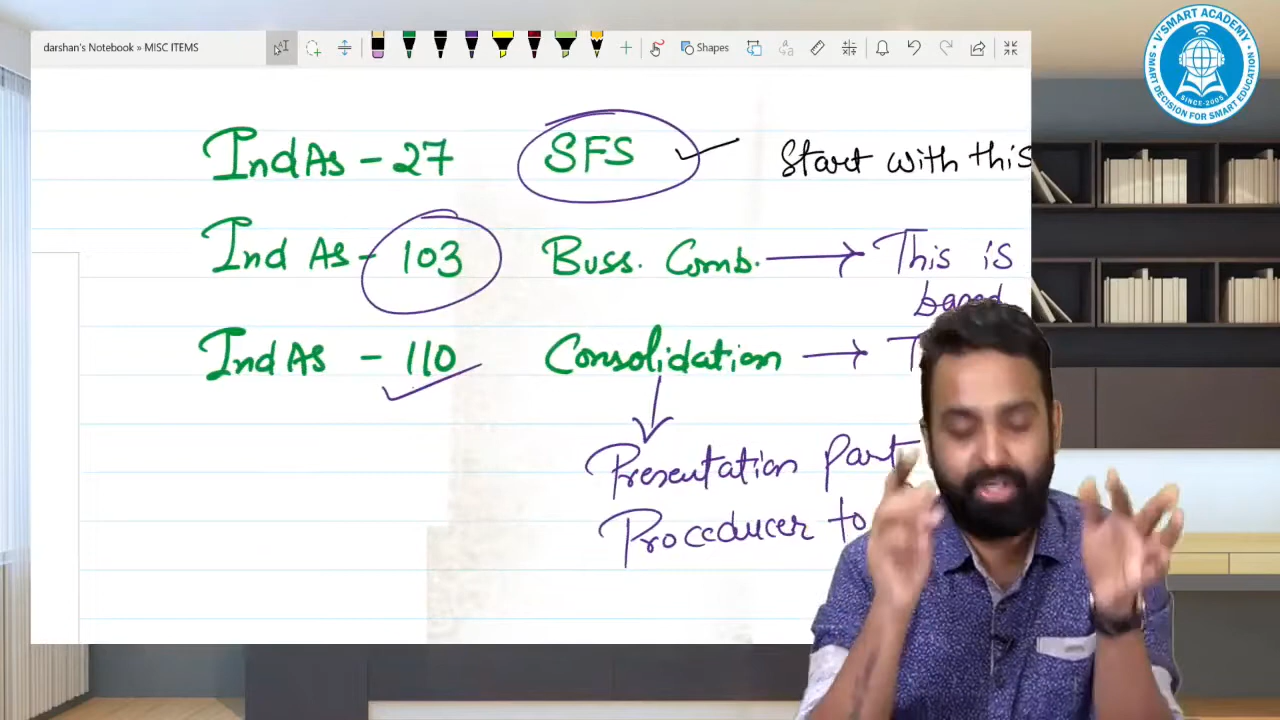 darshan's Notebook » MISC ITEMS
Shapes
V'SMART ACADEMY
SMART DECISION FOR SMART EDUCATION
SINCE-2005
IndAs - 27 SFS Start with this
Ind As - 103 Buss. Comb. This is
based
IndAs - 110 Consolidation
Presentation part
Proceducer to